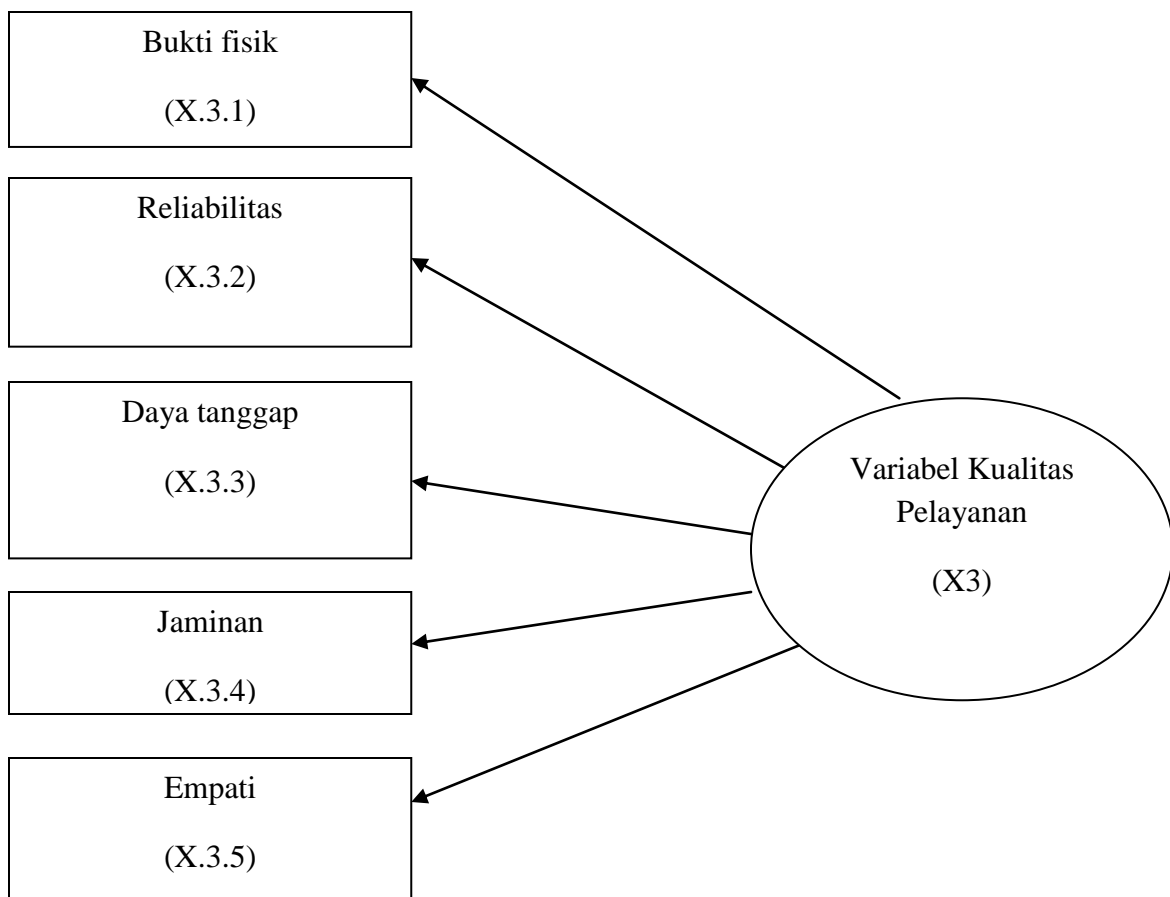 Bukti fisik
(X.3.1)
Reliabilitas
(X.3.2)
Daya tanggap
(X.3.3)
Jaminan
(X.3.4)
Empati
(X.3.5)
Variabel Kualitas
Pelayanan
(X3)